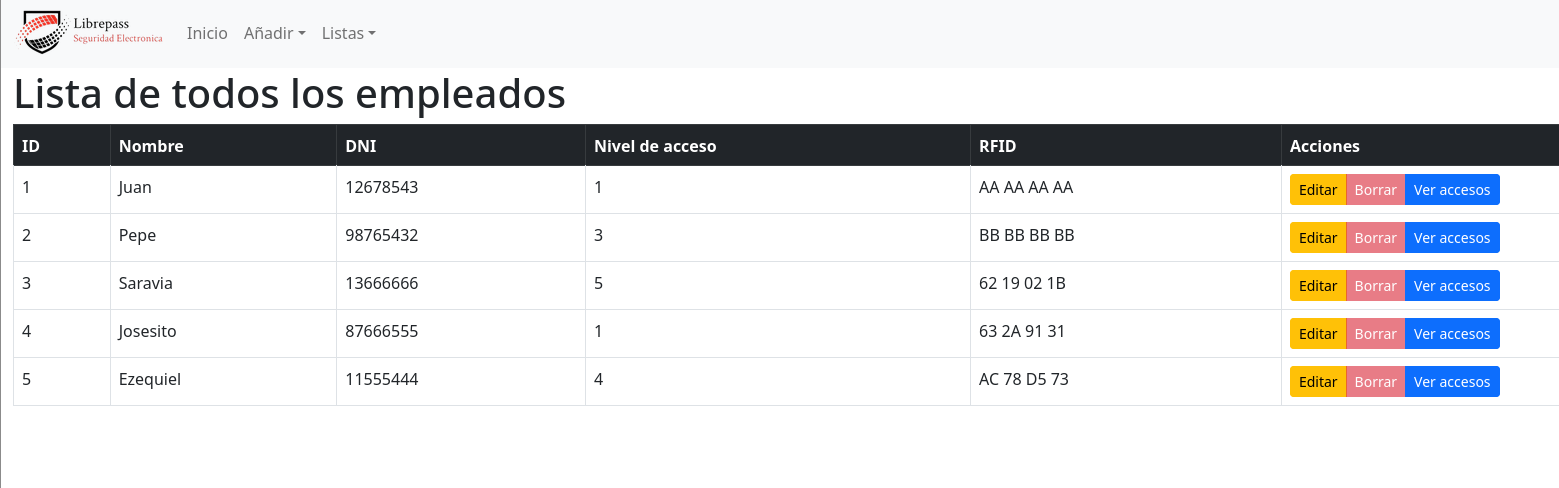 Librepass
Seguridad Electronica
Inicio Añadir Listas
Lista de todos los empleados
ID Nombre DNI Nivel de acceso RFID Acciones
1 Juan 12678543 1 AA AA AA AA Editar Borrar Ver accesos
2 Pepe 98765432 3 BB BB BB BB Editar Borrar Ver accesos
3 Saravia 13666666 5 62 19 02 1B Editar Borrar Ver accesos
4 Josesito 87666555 1 63 2A 91 31 Editar Borrar Ver accesos
5 Ezequiel 11555444 4 AC 78 D5 73 Editar Borrar Ver accesos